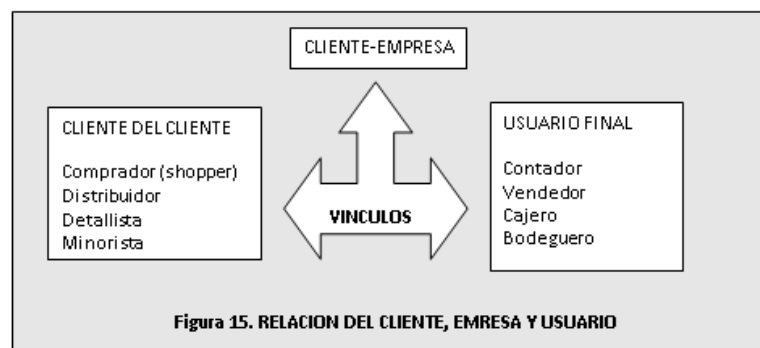 CLIENTE-EMPRESA
CLIENTE DEL CLIENTE
Comprador (shopper)
Distribuidor
Detallista
Minorista
VINCULOS
USUARIO FINAL
Contador
Vendedor
Cajero
Bodeguero
Figura 15. RELACION DEL CLIENTE, EMRESA Y USUARIO